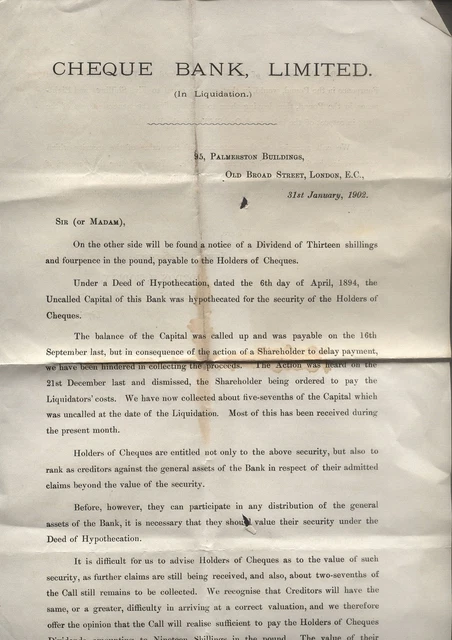 CHEQUE BANK, LIMITED.
(In Liquidation.)
95, Palmerston Buildings,
Old Broad Street, London, E.C.,
31st January, 1902.
Sir (or Madam),
On the other side will be found a notice of a Dividend of Thirteen shillings
and fourpence in the pound, payable to the Holders of Cheques.
Under a Deed of Hypothecation, dated the 6th day of April, 1894, the
Uncalled Capital of this Bank was hypothecated for the security of the Holders of
Cheques.
The balance of the Capital was called up and was payable on the 16th
September last, but in consequence of the action of a Shareholder to delay payment,
we have been hindered in collecting the proceeds. The Action was heard on the
21st December last and dismissed, the Shareholder being ordered to pay the
Liquidators' costs. We have now collected about five-sevenths of the Capital which
was uncalled at the date of the Liquidation. Most of this has been received during
the present month.
Holders of Cheques are entitled not only to the above security, but also to
rank as creditors against the general assets of the Bank in respect of their admitted
claims beyond the value of the security.
Before, however, they can participate in any distribution of the general
assets of the Bank, it is necessary that they should value their security under the
Deed of Hypothecation.
It is difficult for us to advise Holders of Cheques as to the value of such
security, as further claims are still being received, and also, about two-sevenths of
the Call still remains to be collected. We recognise that Creditors will have the
same, or a greater, difficulty in arriving at a correct valuation, and we therefore
offer the opinion that the Call will realise sufficient to pay the Holders of Cheques
Dividends amounting to Nineteen Shillings in the pound. The value of their